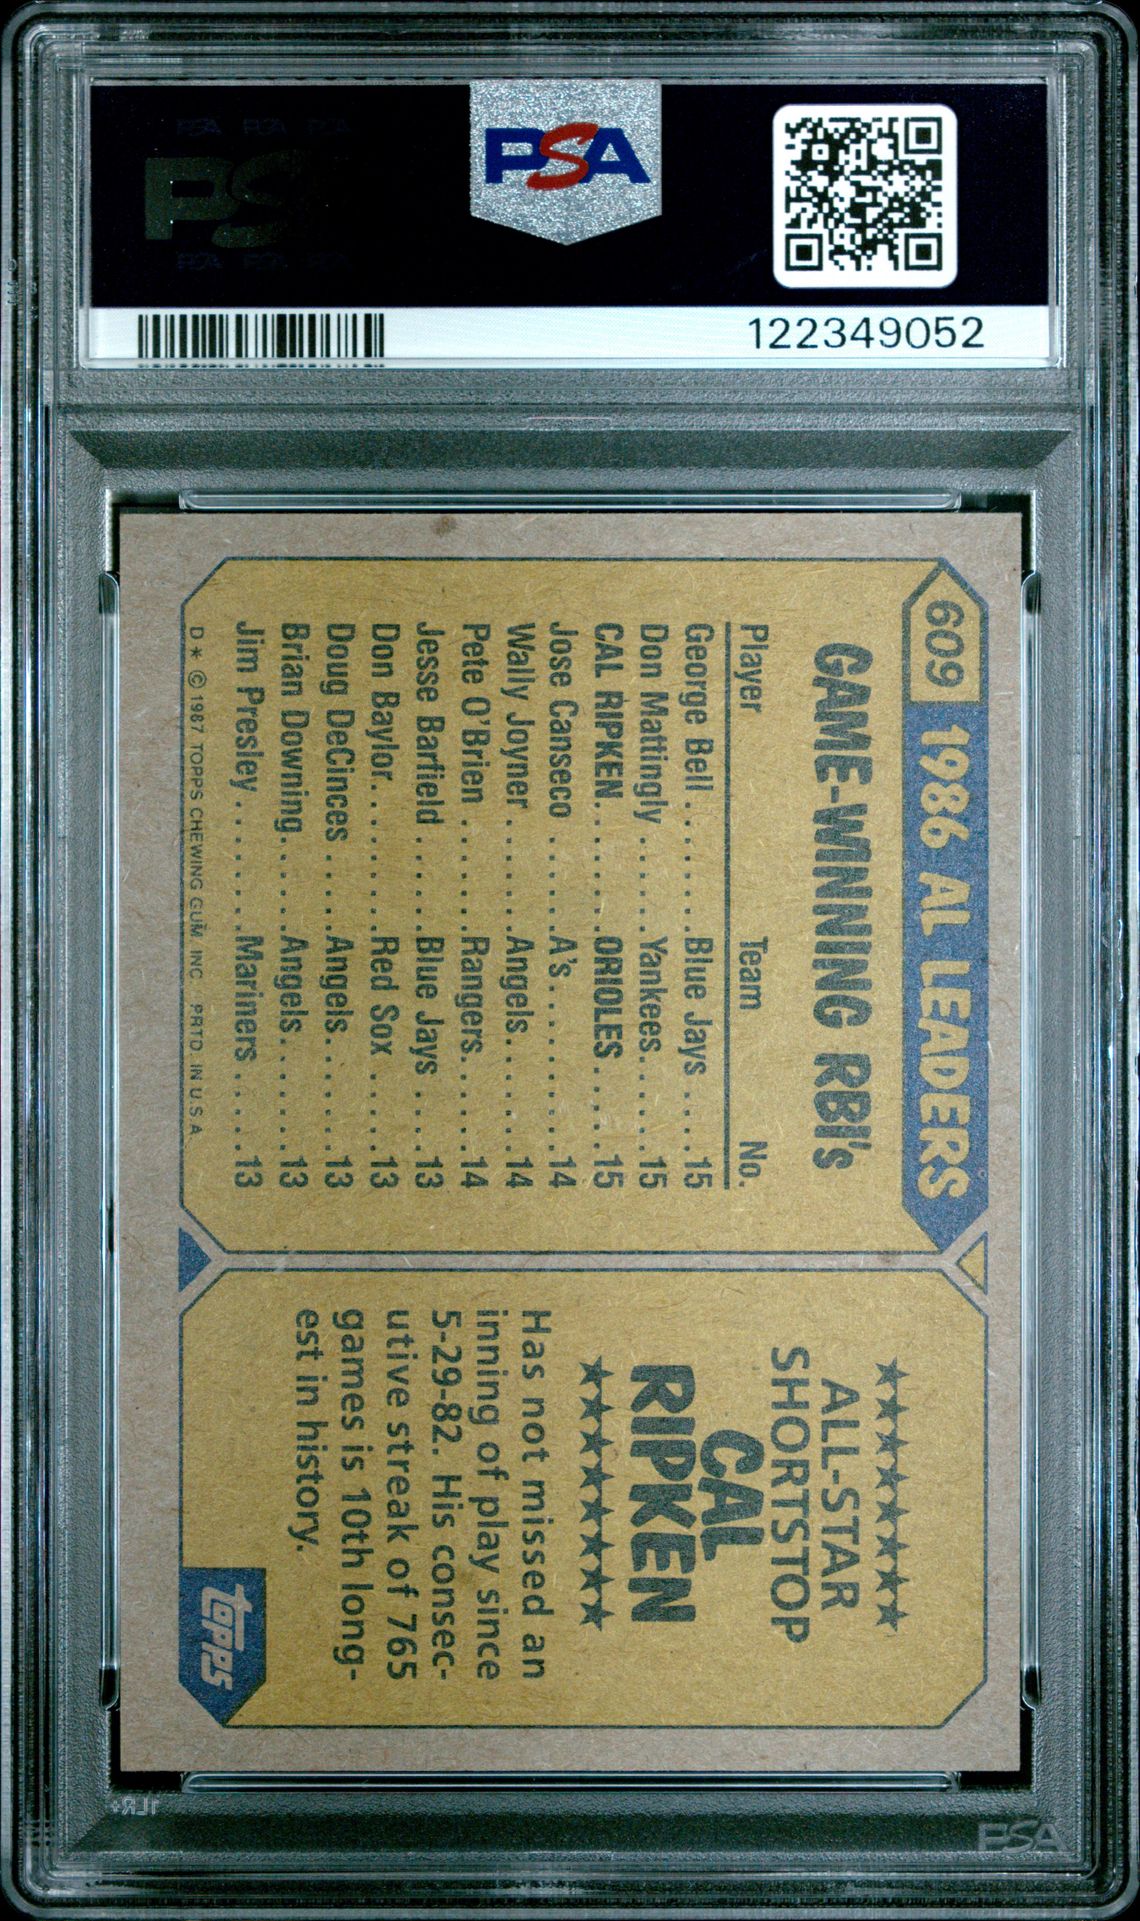 PSA
122349052
609
1986 AL LEADERS
GAME-WINNING RBI's
Player Team No.
George Bell........Blue Jays....15
Don Mattingly.....Yankees.....15
CAL RIPKEN.......ORIOLES.....15
Jose Canseco......A's..........14
Wally Joyner.......Angels......14
Pete O'Brien......Rangers.....14
Jesse Barfield.....Blue Jays...13
Don Baylor........Red Sox.....13
Doug DeCinces.....Angels......13
Brian Downing.....Angels......13
Jim Presley........Mariners....13
D * © 1987 TOPPS CHEWING GUM, INC. PRTD. IN U.S.A.
★★★★★★★
ALL-STAR
SHORTSTOP
CAL
RIPKEN
★★★★★★★
Has not missed an
inning of play since
5-29-82. His consec-
utive streak of 765
games is 10th long-
est in history.
topps
1LR+
PSA